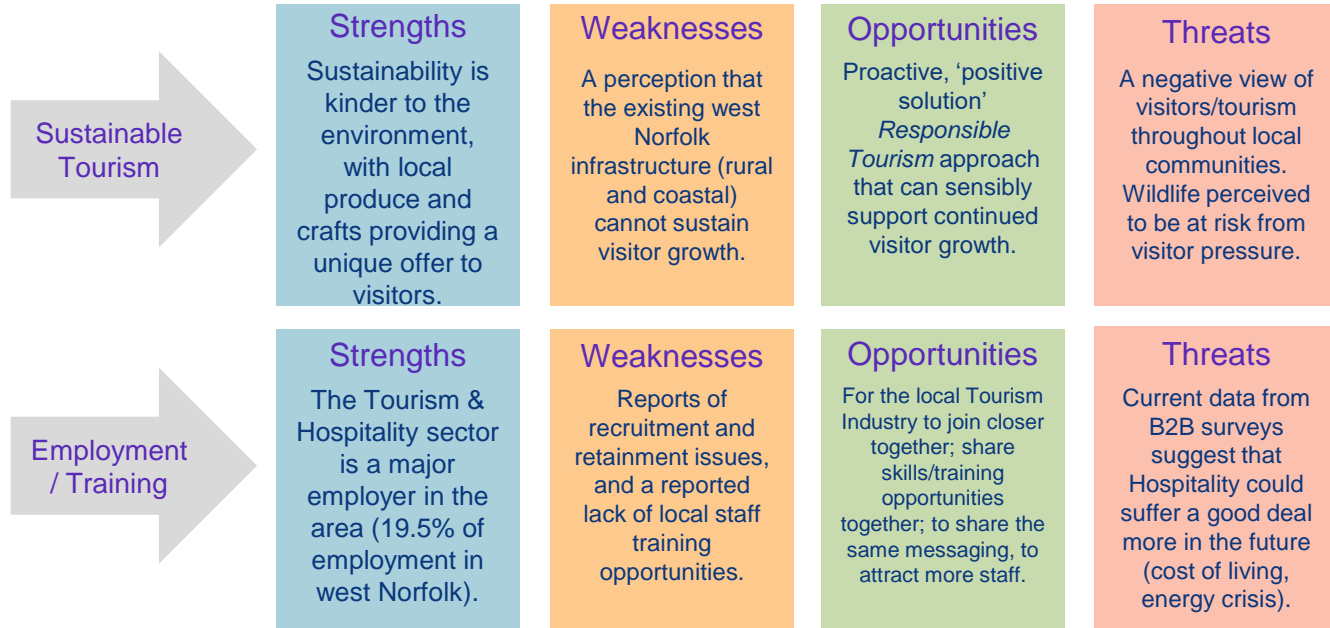 Sustainable
Tourism
Strengths
Sustainability is
kinder to the
environment,
with local
produce and
crafts providing a
unique offer to
visitors.
Weaknesses
A perception that
the existing west
Norfolk
infrastructure (rural
and coastal)
cannot sustain
visitor growth.
Opportunities
Proactive, ‘positive
solution’
Responsible
Tourism approach
that can sensibly
support continued
visitor growth.
Threats
A negative view of
visitors/tourism
throughout local
communities.
Wildlife perceived
to be at risk from
visitor pressure.
Employment
/ Training
Strengths
The Tourism &
Hospitality sector
is a major
employer in the
area (19.5% of
employment in
west Norfolk).
Weaknesses
Reports of
recruitment and
retainment issues,
and a reported
lack of local staff
training
opportunities.
Opportunities
For the local Tourism
Industry to join closer
together; share
skills/training
opportunities
together; to share the
same messaging, to
attract more staff.
Threats
Current data from
B2B surveys
suggest that
Hospitality could
suffer a good deal
more in the future
(cost of living,
energy crisis).